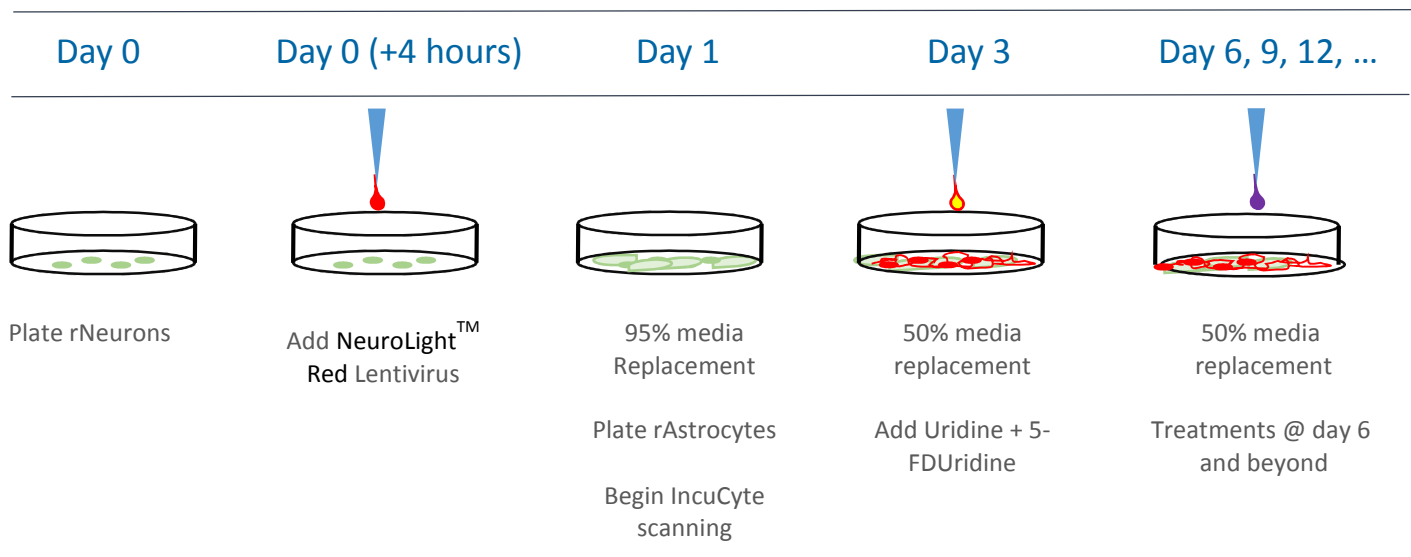 Day 0
Day 0 (+4 hours)
Day 1
Day 3
Day 6, 9, 12, …
Plate rNeurons
Add NeuroLight™
Red Lentivirus
95% media
Replacement
Plate rAstrocytes
Begin IncuCyte
scanning
50% media
replacement
Add Uridine + 5-
FDUridine
50% media
replacement
Treatments @ day 6
and beyond